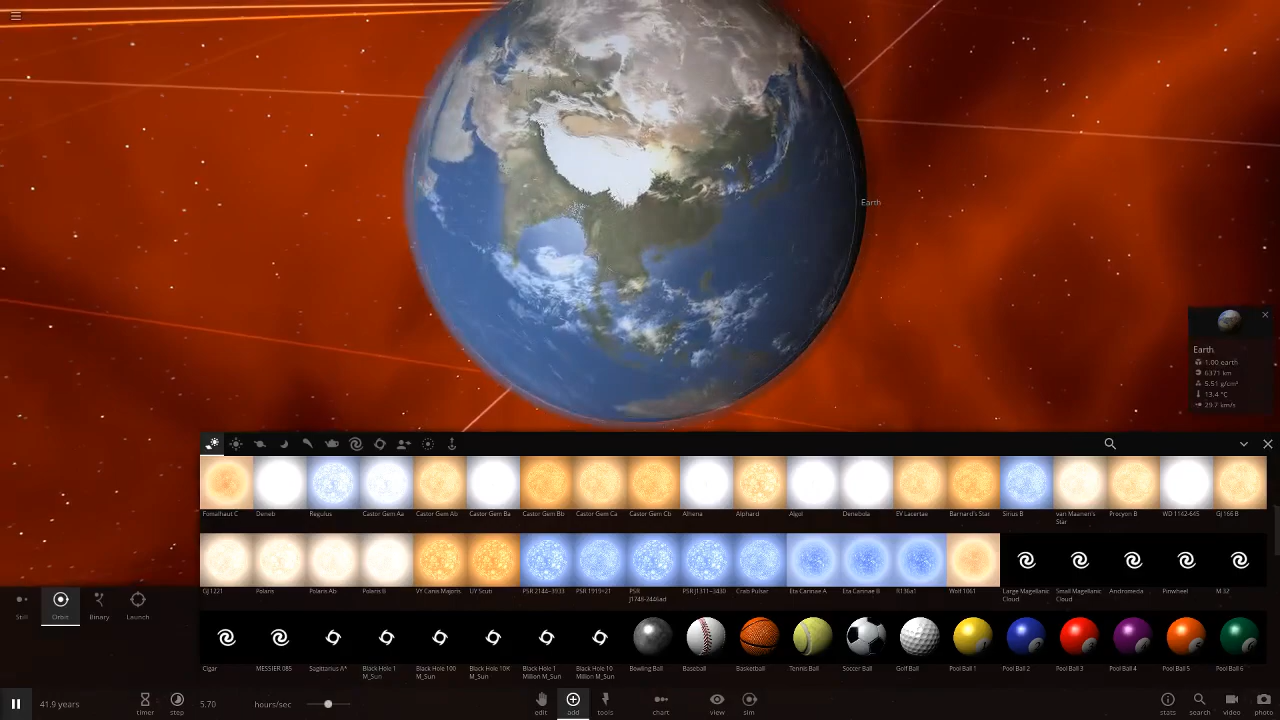 Earth
Earth
1.00 earth
6371 km
5.51 g/cm³
13.4 °C
29.7 km/s
Fomalhaut C Deneb Regulus Castor Gem Aa Castor Gem Ab Castor Gem Ba Castor Gem Bb Castor Gem Ca Castor Gem Cb Alhena Alphard Algol Denebola EV Lacertae Barnard's Star Sirius B van Maanen's Star Procyon B WD 1142-645 GJ 166 B
GJ 1221 Polaris Polaris Ab Polaris B VY Canis Majoris UY Scuti PSR 2144-3933 PSR 1919+21 PSR J1748-2446ad PSR J1311-3430 Crab Pulsar Eta Carinae A Eta Carinae B R136a1 Wolf 1061 Large Magellanic Cloud Small Magellanic Cloud Andromeda Pinwheel M 32
Cigar MESSIER 085 Sagittarius A* Black Hole 1 M_Sun Black Hole 100 M_Sun Black Hole 10K M_Sun Black Hole 1 Million M_Sun Black Hole 10 Million M_Sun Bowling Ball Baseball Basketball Tennis Ball Soccer Ball Golf Ball Pool Ball 1 Pool Ball 2 Pool Ball 3 Pool Ball 4 Pool Ball 5 Pool Ball 6
Still Orbit Binary Launch
41.9 years timer step 5.70 hours/sec edit add tools chart view sim stats search video photo